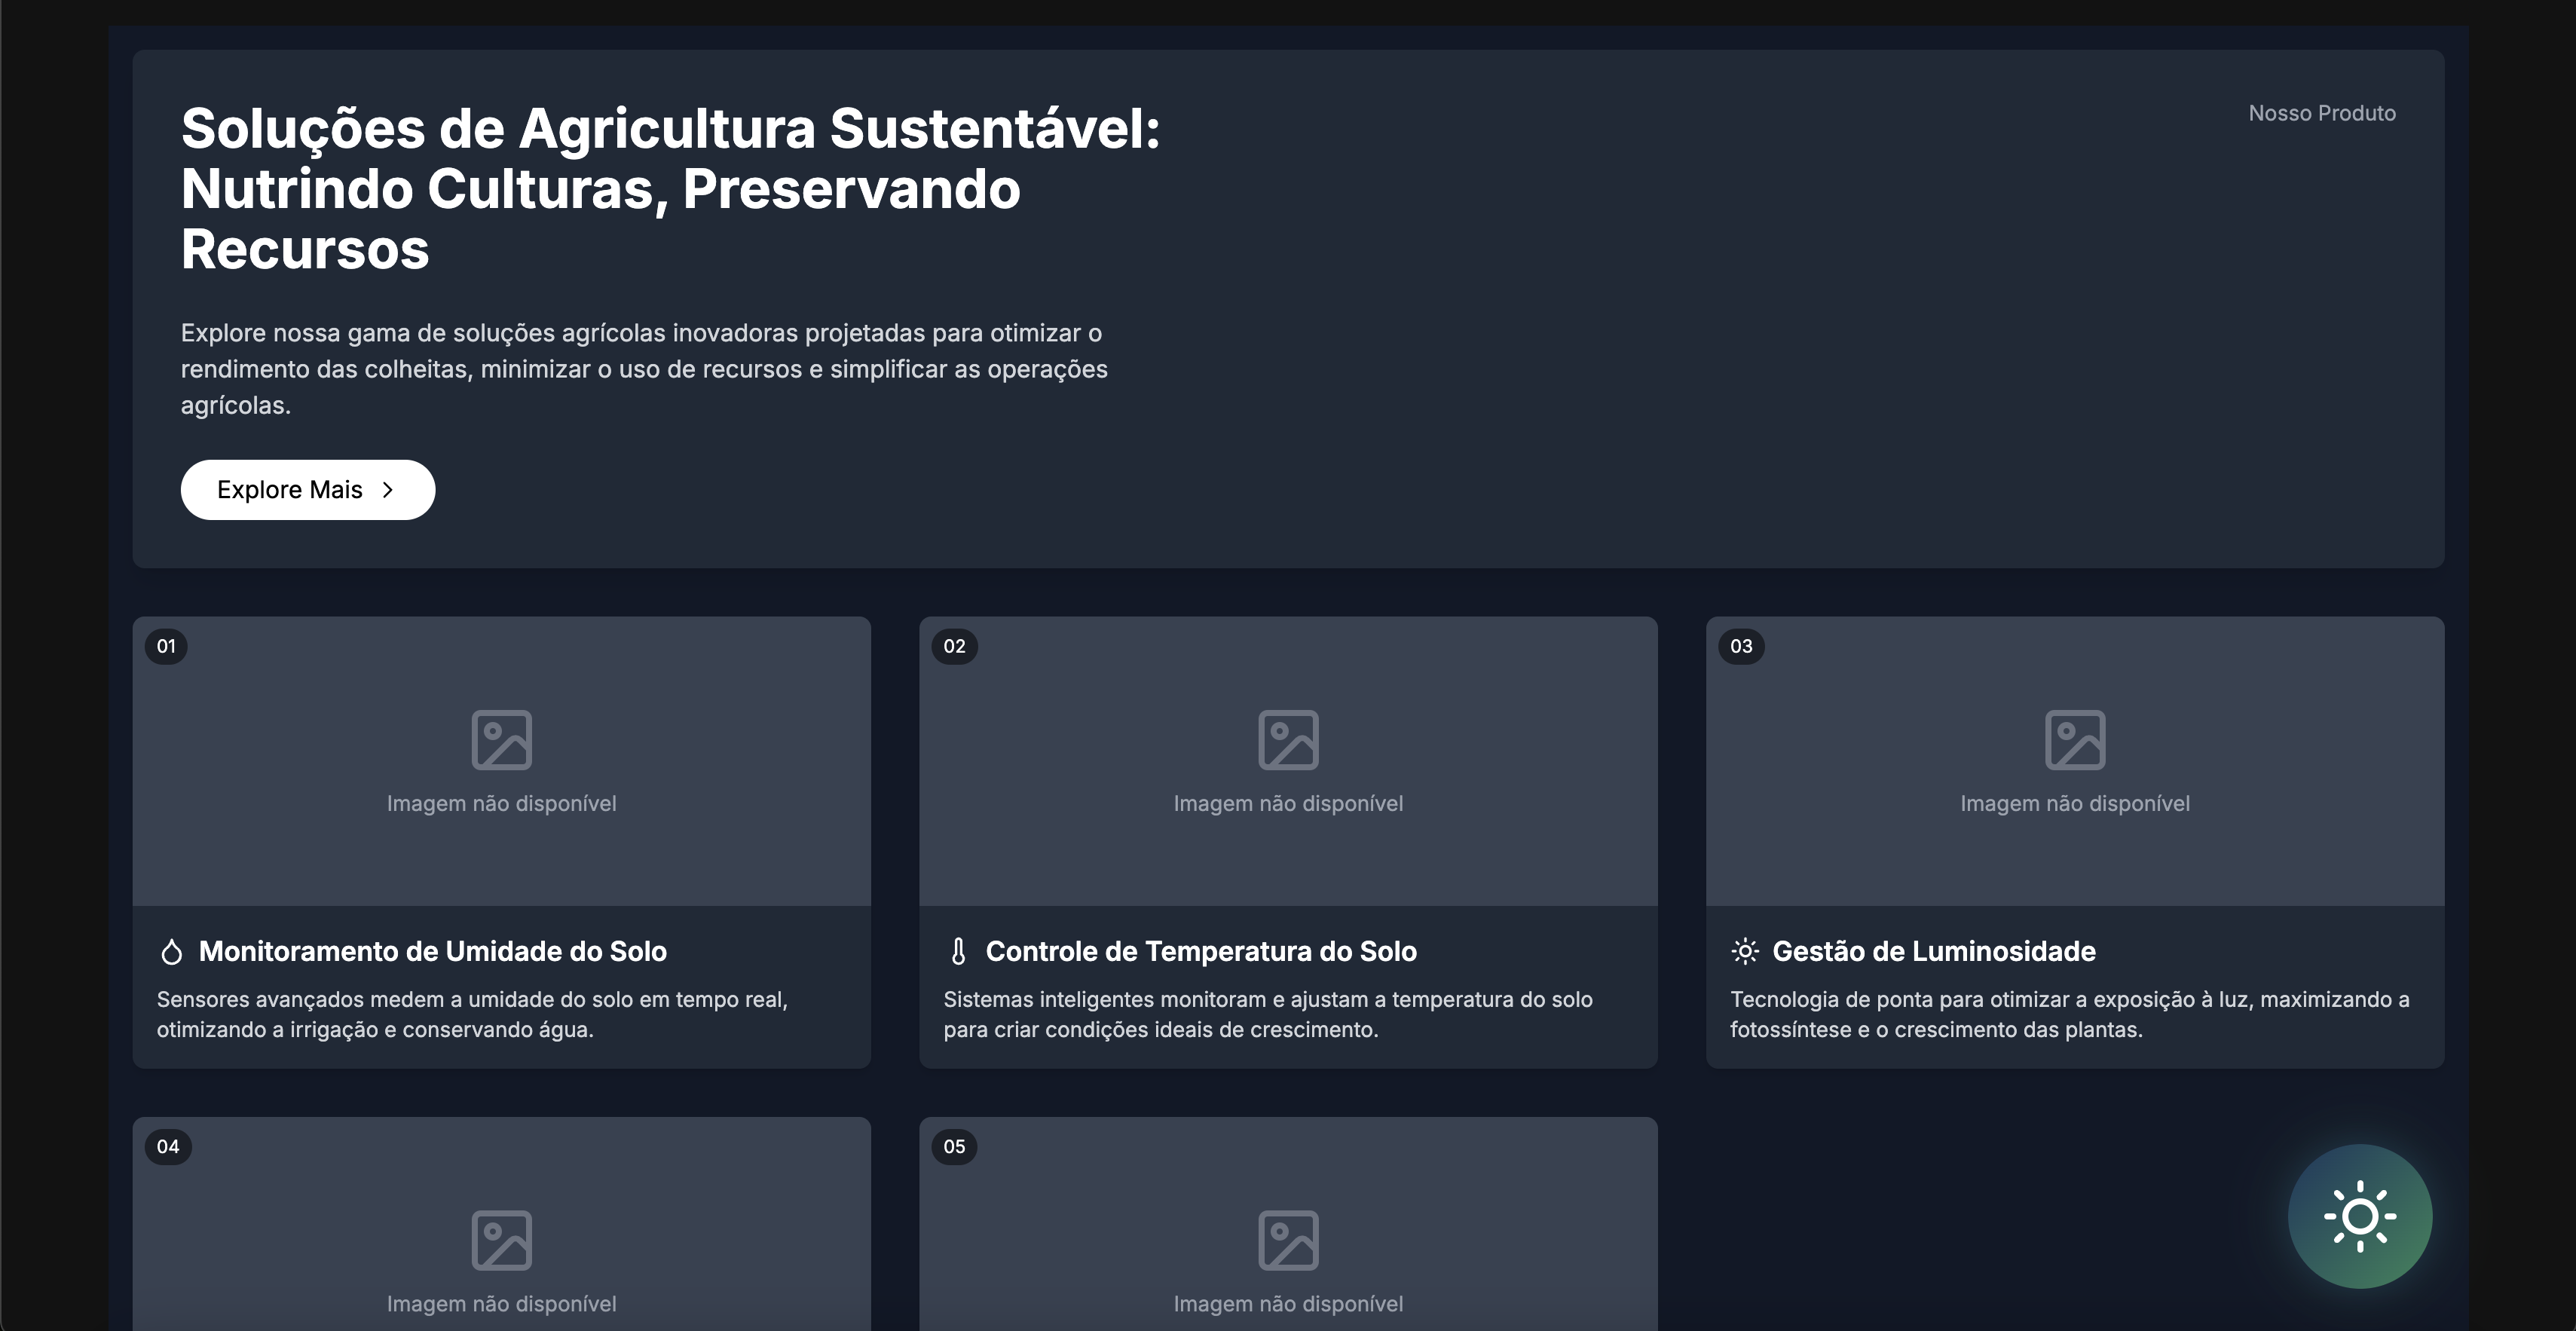 Soluções de Agricultura Sustentável:
Nutrindo Culturas, Preservando
Recursos
Nosso Produto
Explore nossa gama de soluções agrícolas inovadoras projetadas para otimizar o
rendimento das colheitas, minimizar o uso de recursos e simplificar as operações
agrícolas.
Explore Mais
01
Imagem não disponível
Monitoramento de Umidade do Solo
Sensores avançados medem a umidade do solo em tempo real,
otimizando a irrigação e conservando água.
02
Imagem não disponível
Controle de Temperatura do Solo
Sistemas inteligentes monitoram e ajustam a temperatura do solo
para criar condições ideais de crescimento.
03
Imagem não disponível
Gestão de Luminosidade
Tecnologia de ponta para otimizar a exposição à luz, maximizando a
fotossíntese e o crescimento das plantas.
04
Imagem não disponível
05
Imagem não disponível